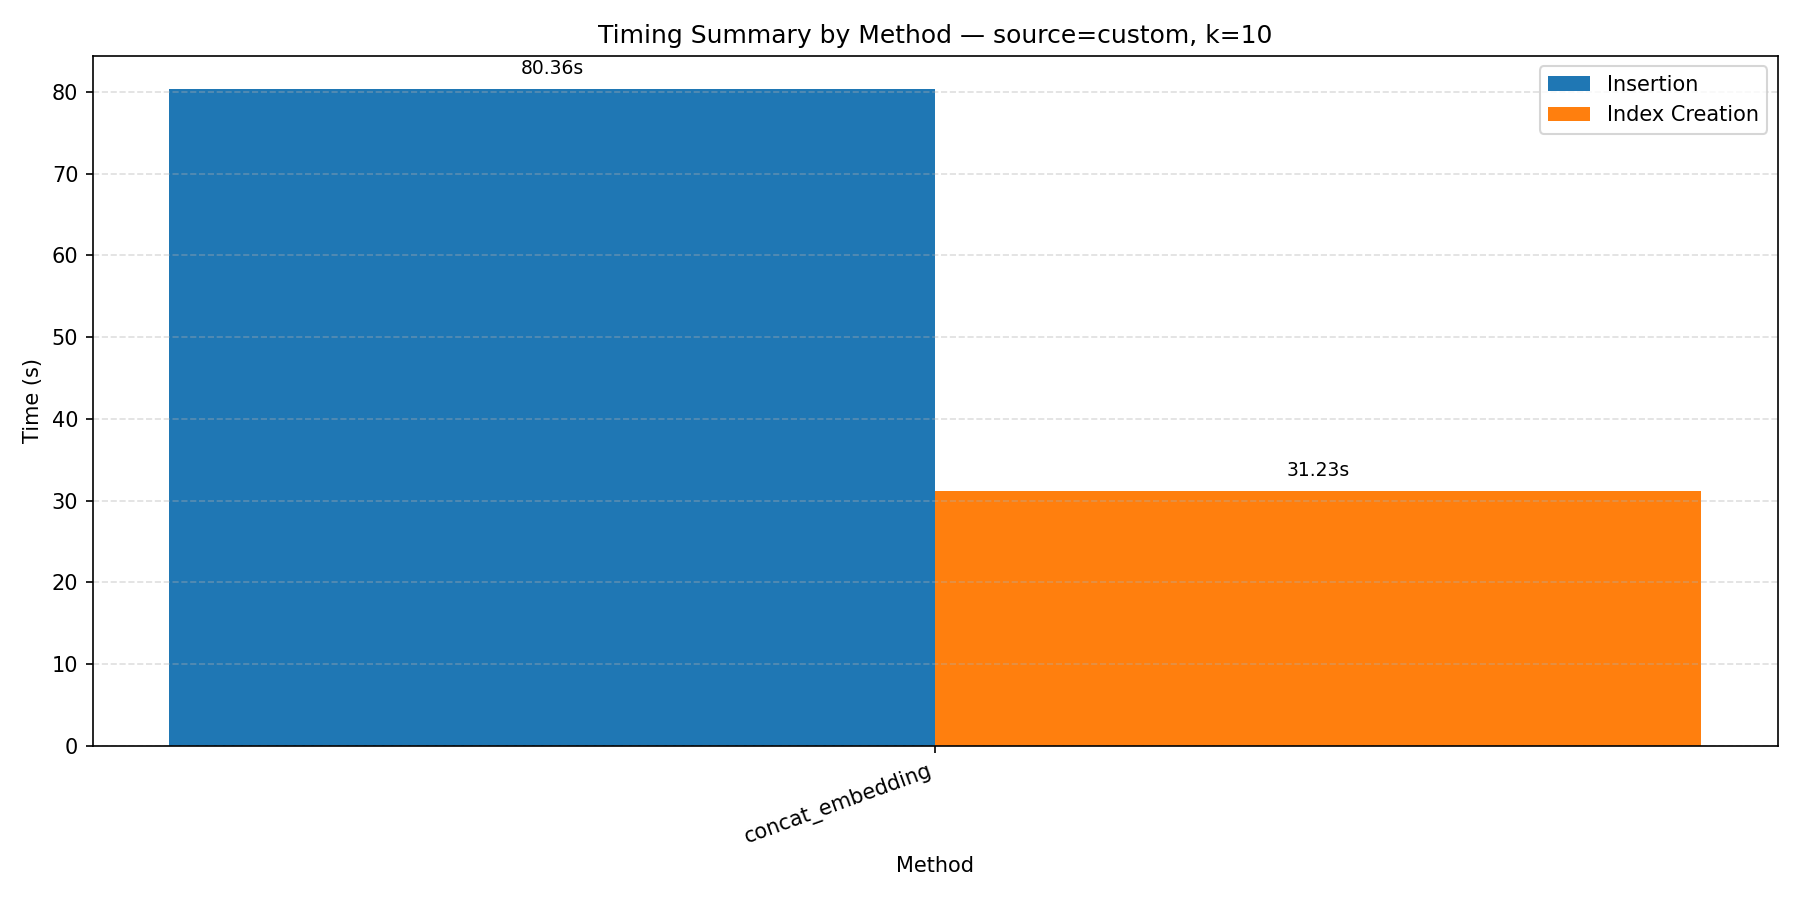 Timing Summary by Method — source=custom, k=10
80.36s
Insertion
Index Creation
80
70
60
50
40
31.23s
30
20
10
0
Time (s)
concat_embedding
Method